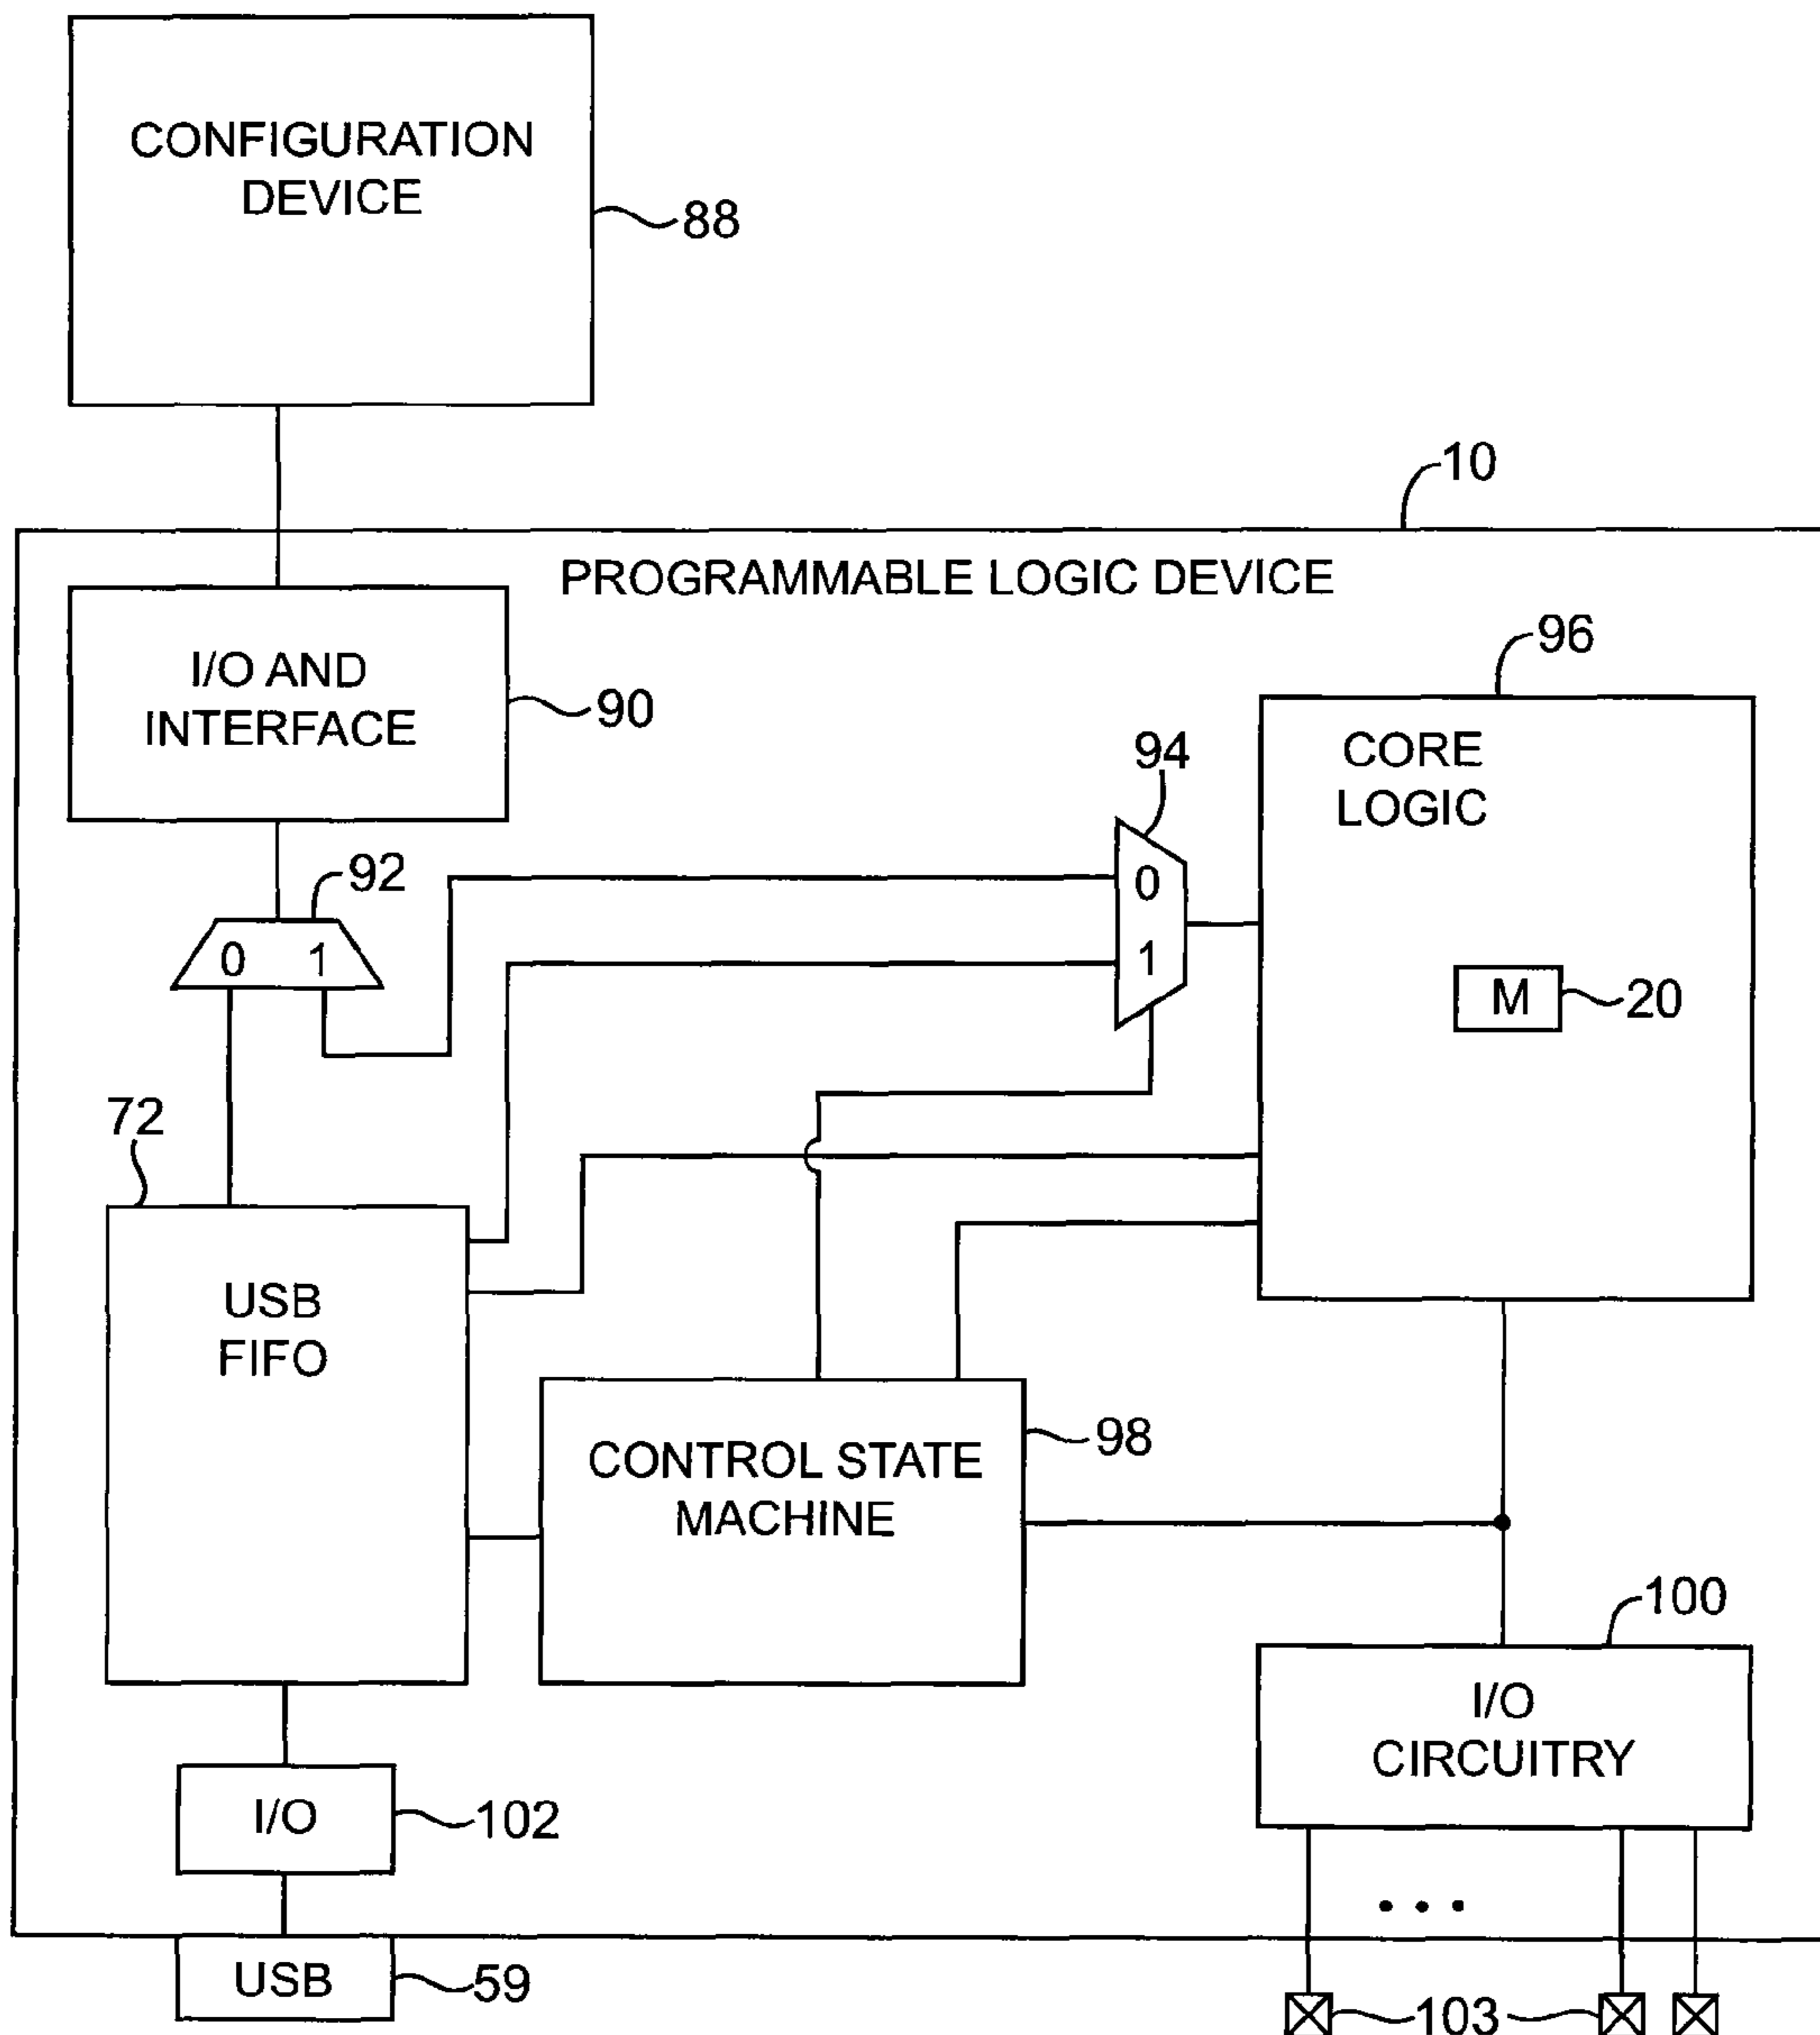 CONFIGURATION
DEVICE
88
10
PROGRAMMABLE LOGIC DEVICE
I/O AND
INTERFACE
90
96
CORE
LOGIC
94
0
1
92
0 1
M
20
72
USB
FIFO
CONTROL STATE
MACHINE
98
100
I/O
CIRCUITRY
I/O
102
• • •
USB
59
103